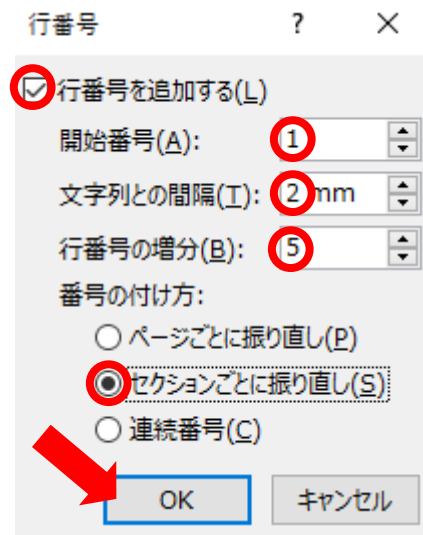 行番号 ? ×
行番号を追加する(L)
開始番号(A): 1
文字列との間隔(T): 2 mm
行番号の増分(B): 5
番号の付け方:
ページごとに振り直し(P)
セクションごとに振り直し(S)
連続番号(C)
OK キャンセル